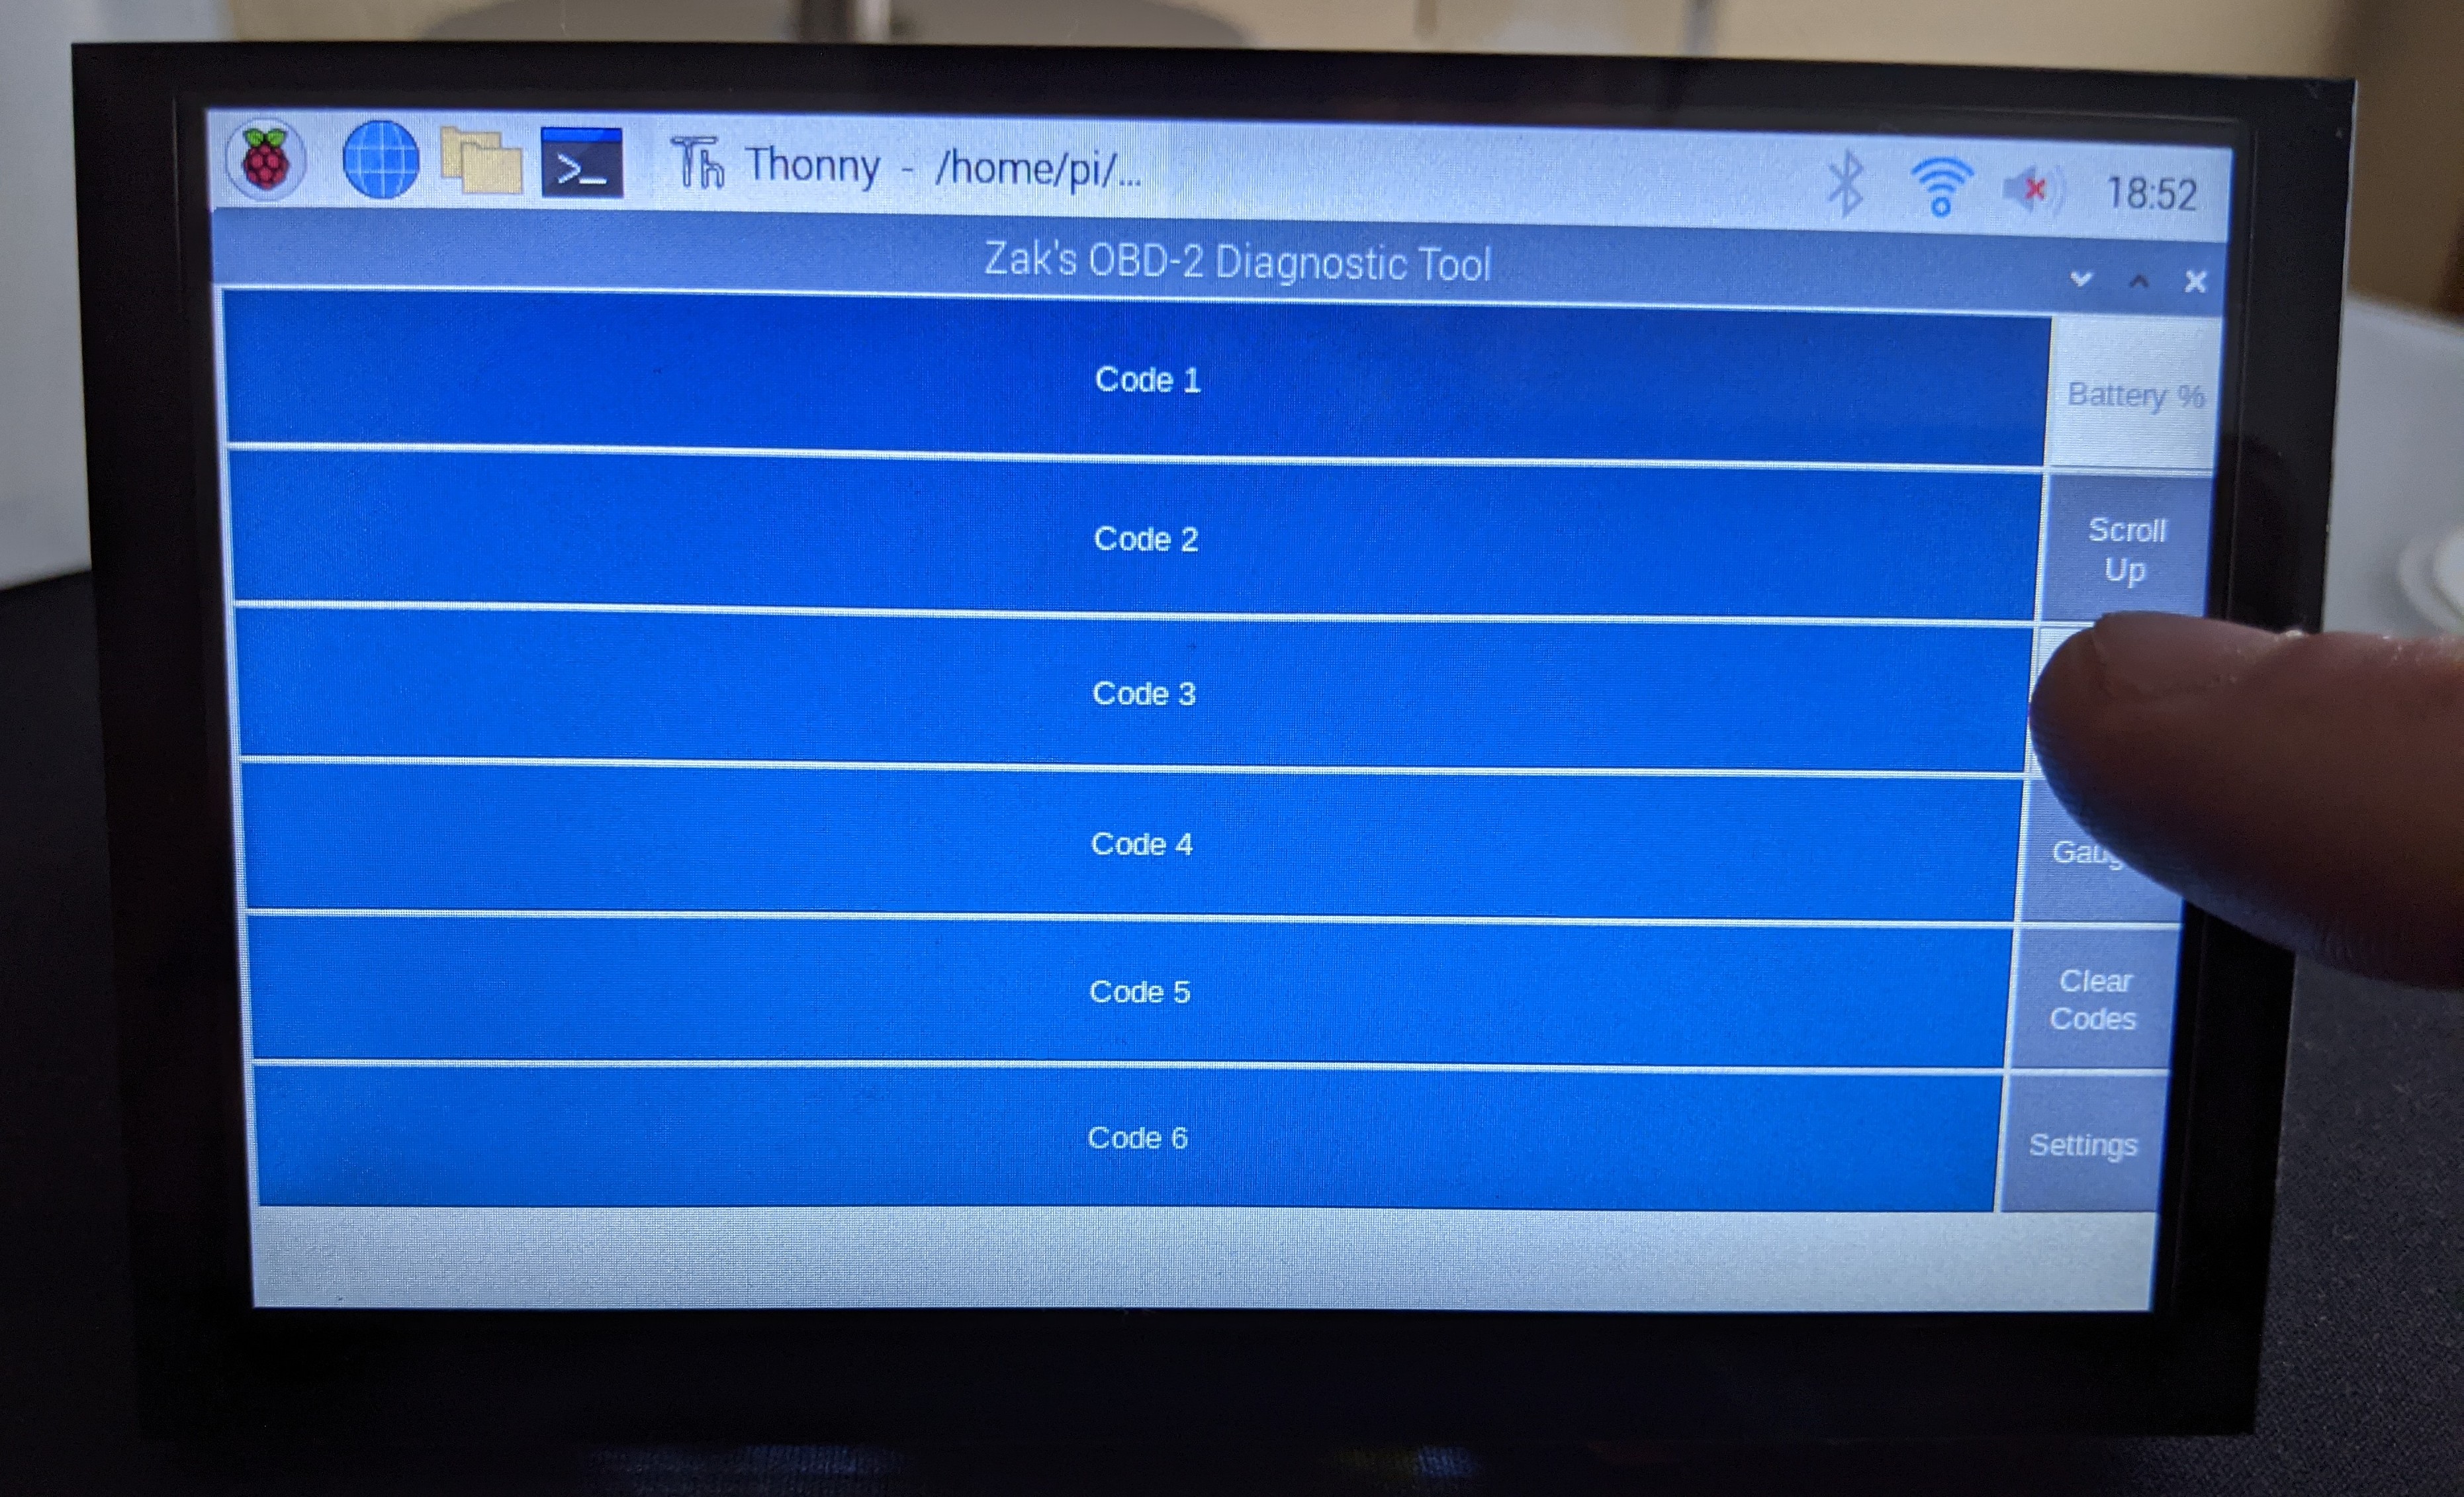 >_
Th Thonny - /home/pi/...
18:52
Zak's OBD-2 Diagnostic Tool
Code 1
Battery %
Code 2
Scroll
Up
Code 3
Code 4
Code 5
Clear
Codes
Code 6
Settings